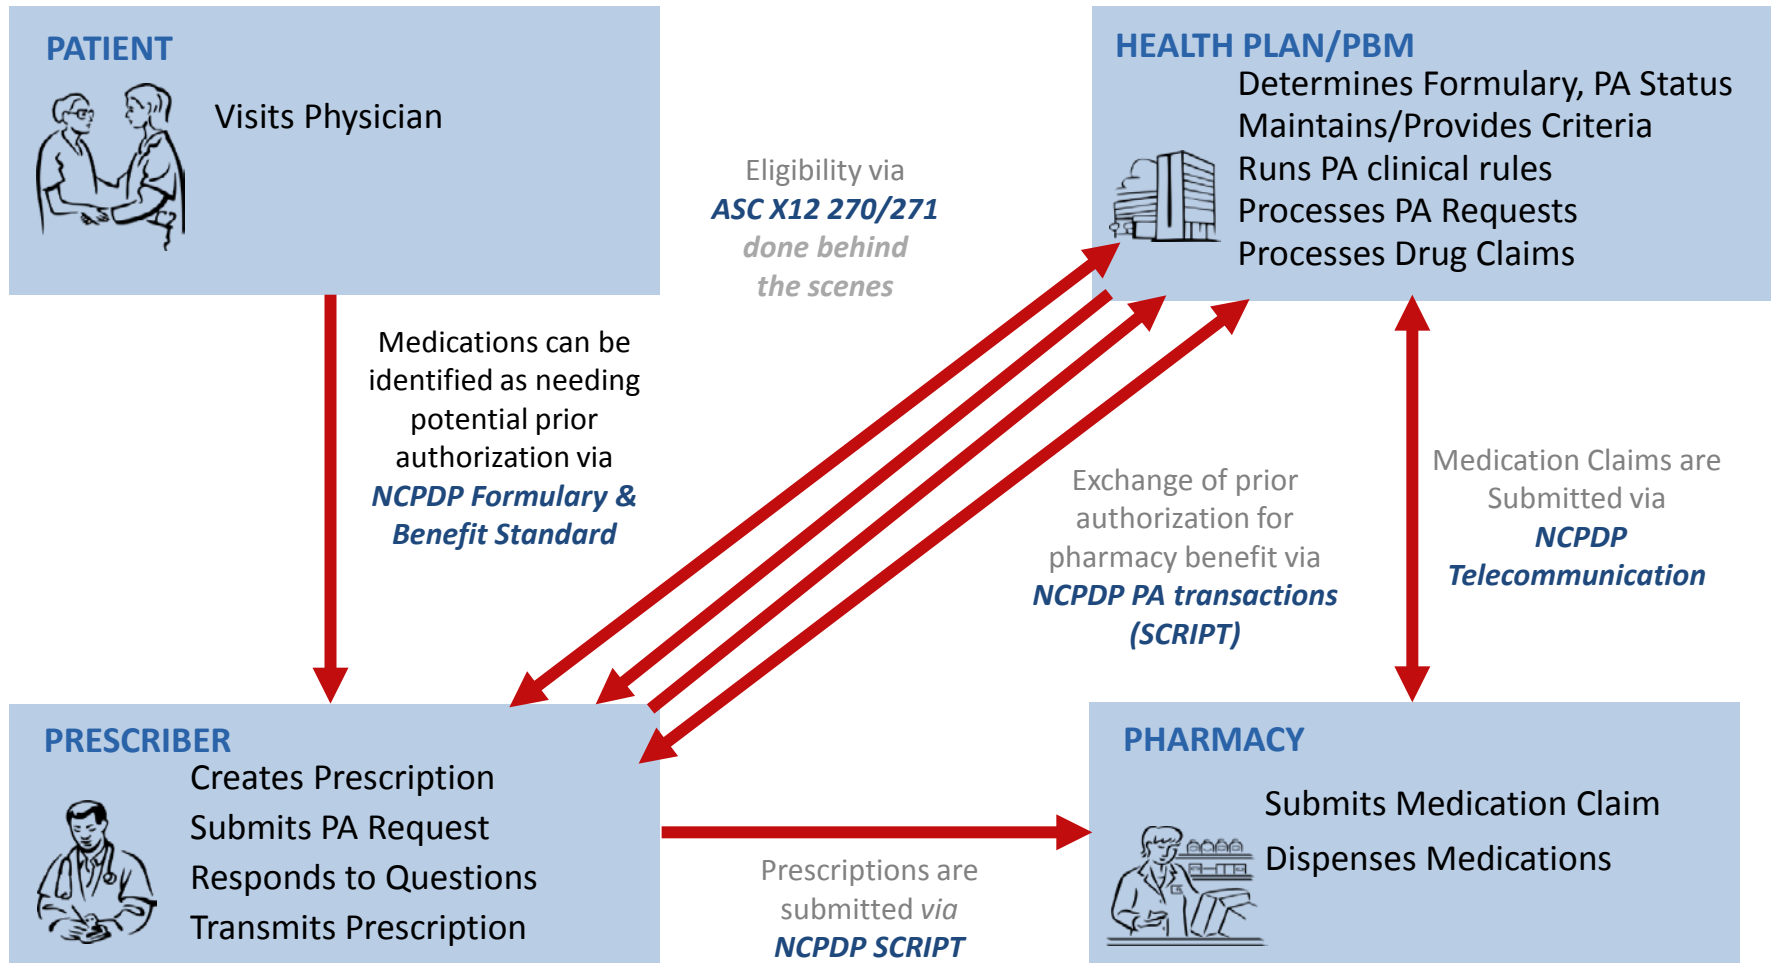 PATIENT
Visits Physician
HEALTH PLAN/PBM
Determines Formulary, PA Status
Maintains/Provides Criteria
Runs PA clinical rules
Processes PA Requests
Processes Drug Claims
Eligibility via
ASC X12 270/271
done behind
the scenes
Medications can be
identified as needing
potential prior
authorization via
NCPDP Formulary &
Benefit Standard
Exchange of prior
authorization for
pharmacy benefit via
NCPDP PA transactions
(SCRIPT)
Medication Claims are
Submitted via
NCPDP
Telecommunication
PRESCRIBER
Creates Prescription
Submits PA Request
Responds to Questions
Transmits Prescription
Prescriptions are
submitted via
NCPDP SCRIPT
PHARMACY
Submits Medication Claim
Dispenses Medications